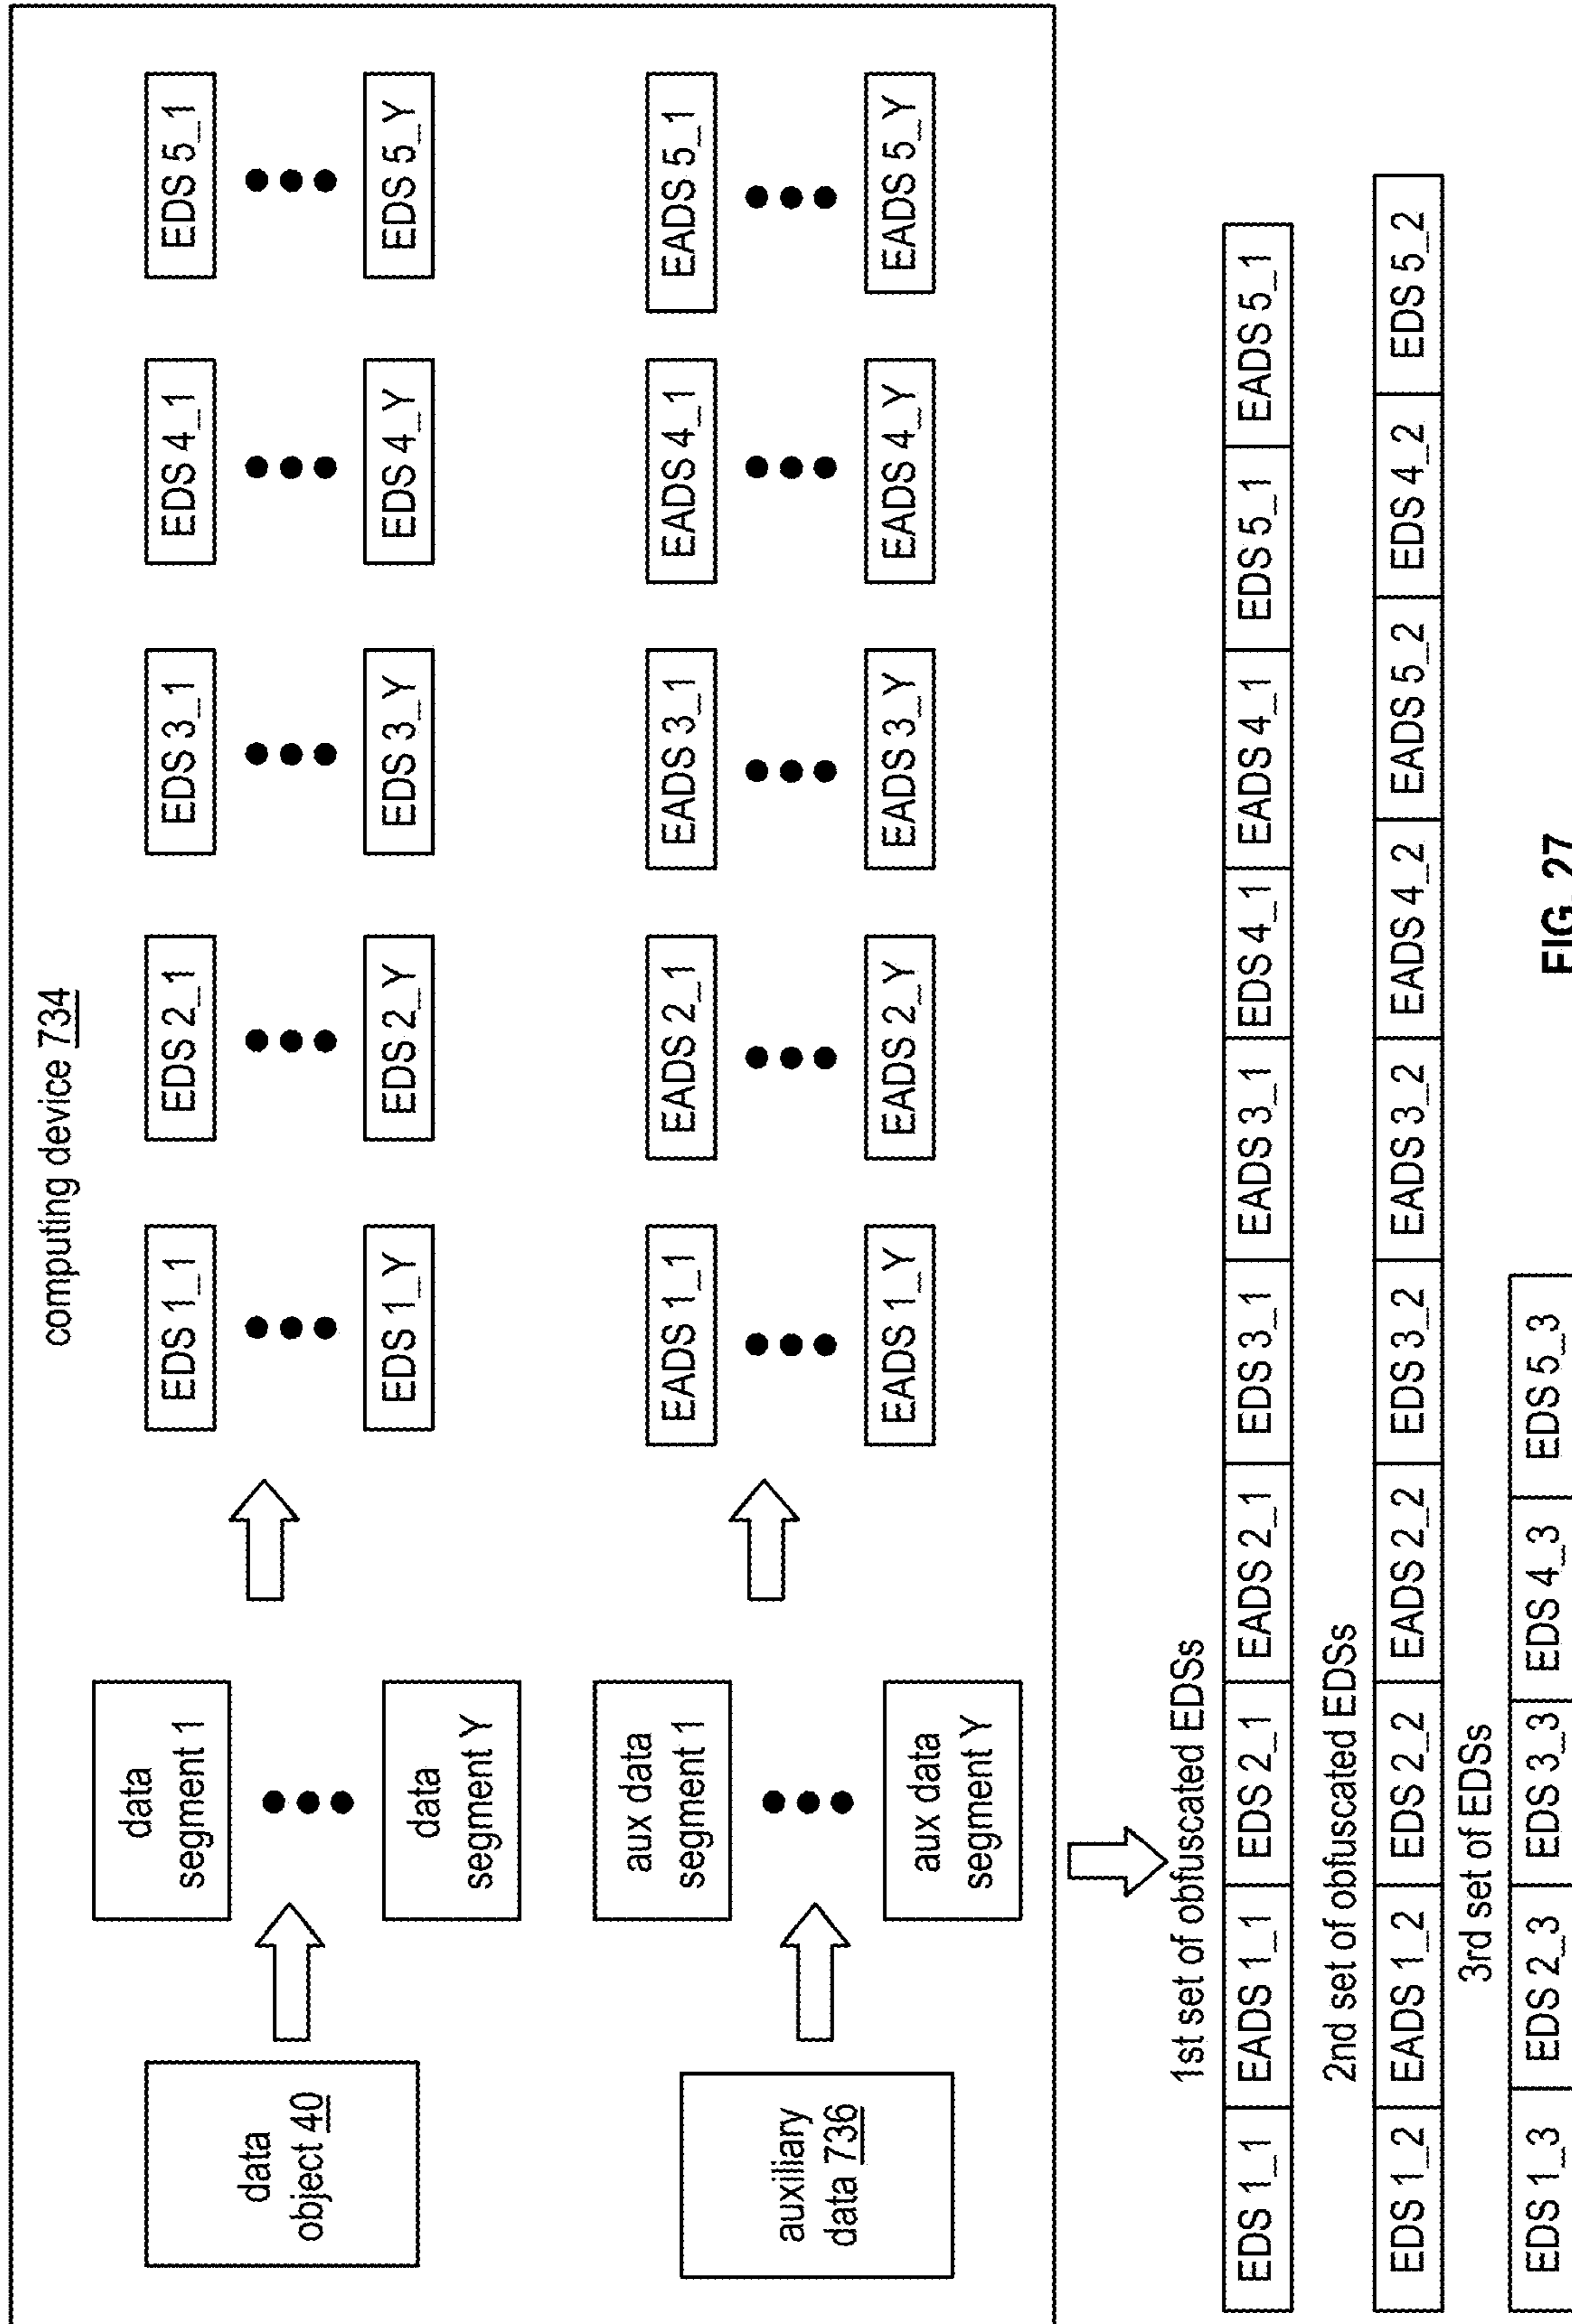 computing device 734
data
object 40
data
segment 1
data
segment Y
EDS 1_1
EDS 2_1
EDS 3_1
EDS 4_1
EDS 5_1
EDS 1_Y
EDS 2_Y
EDS 3_Y
EDS 4_Y
EDS 5_Y
auxiliary
data 736
aux data
segment 1
aux data
segment Y
EADS 1_1
EADS 2_1
EADS 3_1
EADS 4_1
EADS 5_1
EADS 1_Y
EADS 2_Y
EADS 3_Y
EADS 4_Y
EADS 5_Y
1st set of obfuscated EDSs
EDS 1_1 EADS 1_1 EDS 2_1 EADS 2_1 EDS 3_1 EADS 3_1 EDS 4_1 EADS 4_1 EDS 5_1 EADS 5_1
2nd set of obfuscated EDSs
EDS 1_2 EADS 1_2 EDS 2_2 EADS 2_2 EDS 3_2 EADS 3_2 EADS 4_2 EADS 5_2 EDS 4_2 EDS 5_2
3rd set of EDSs
EDS 1_3 EDS 2_3 EDS 3_3 EDS 4_3 EDS 5_3
FIG. 27